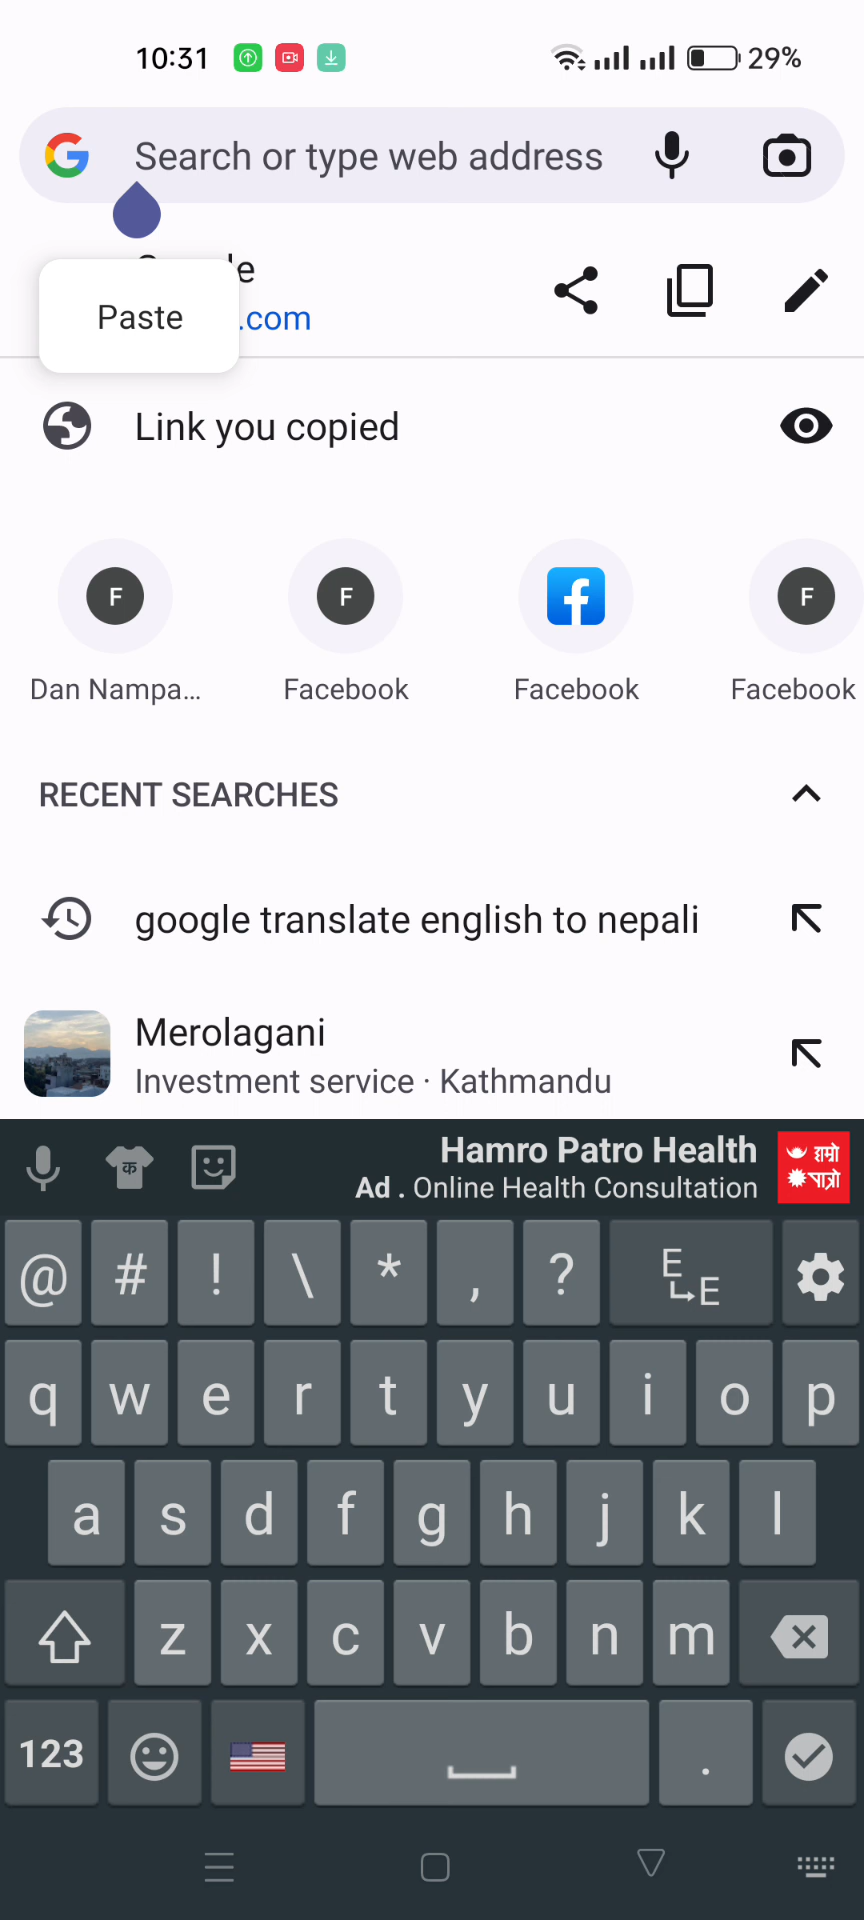 10:31
29%
Search or type web address
Paste
.com
Link you copied
F
F
F
Dan Nampa...
Facebook
Facebook
Facebook
RECENT SEARCHES
google translate english to nepali
Merolagani
Investment service · Kathmandu
क
Hamro Patro Health
Ad . Online Health Consultation
हाम्रो
पात्रो
@ # ! \ * , ? E E
q w e r t y u i o p
a s d f g h j k l
z x c v b n m
123 .